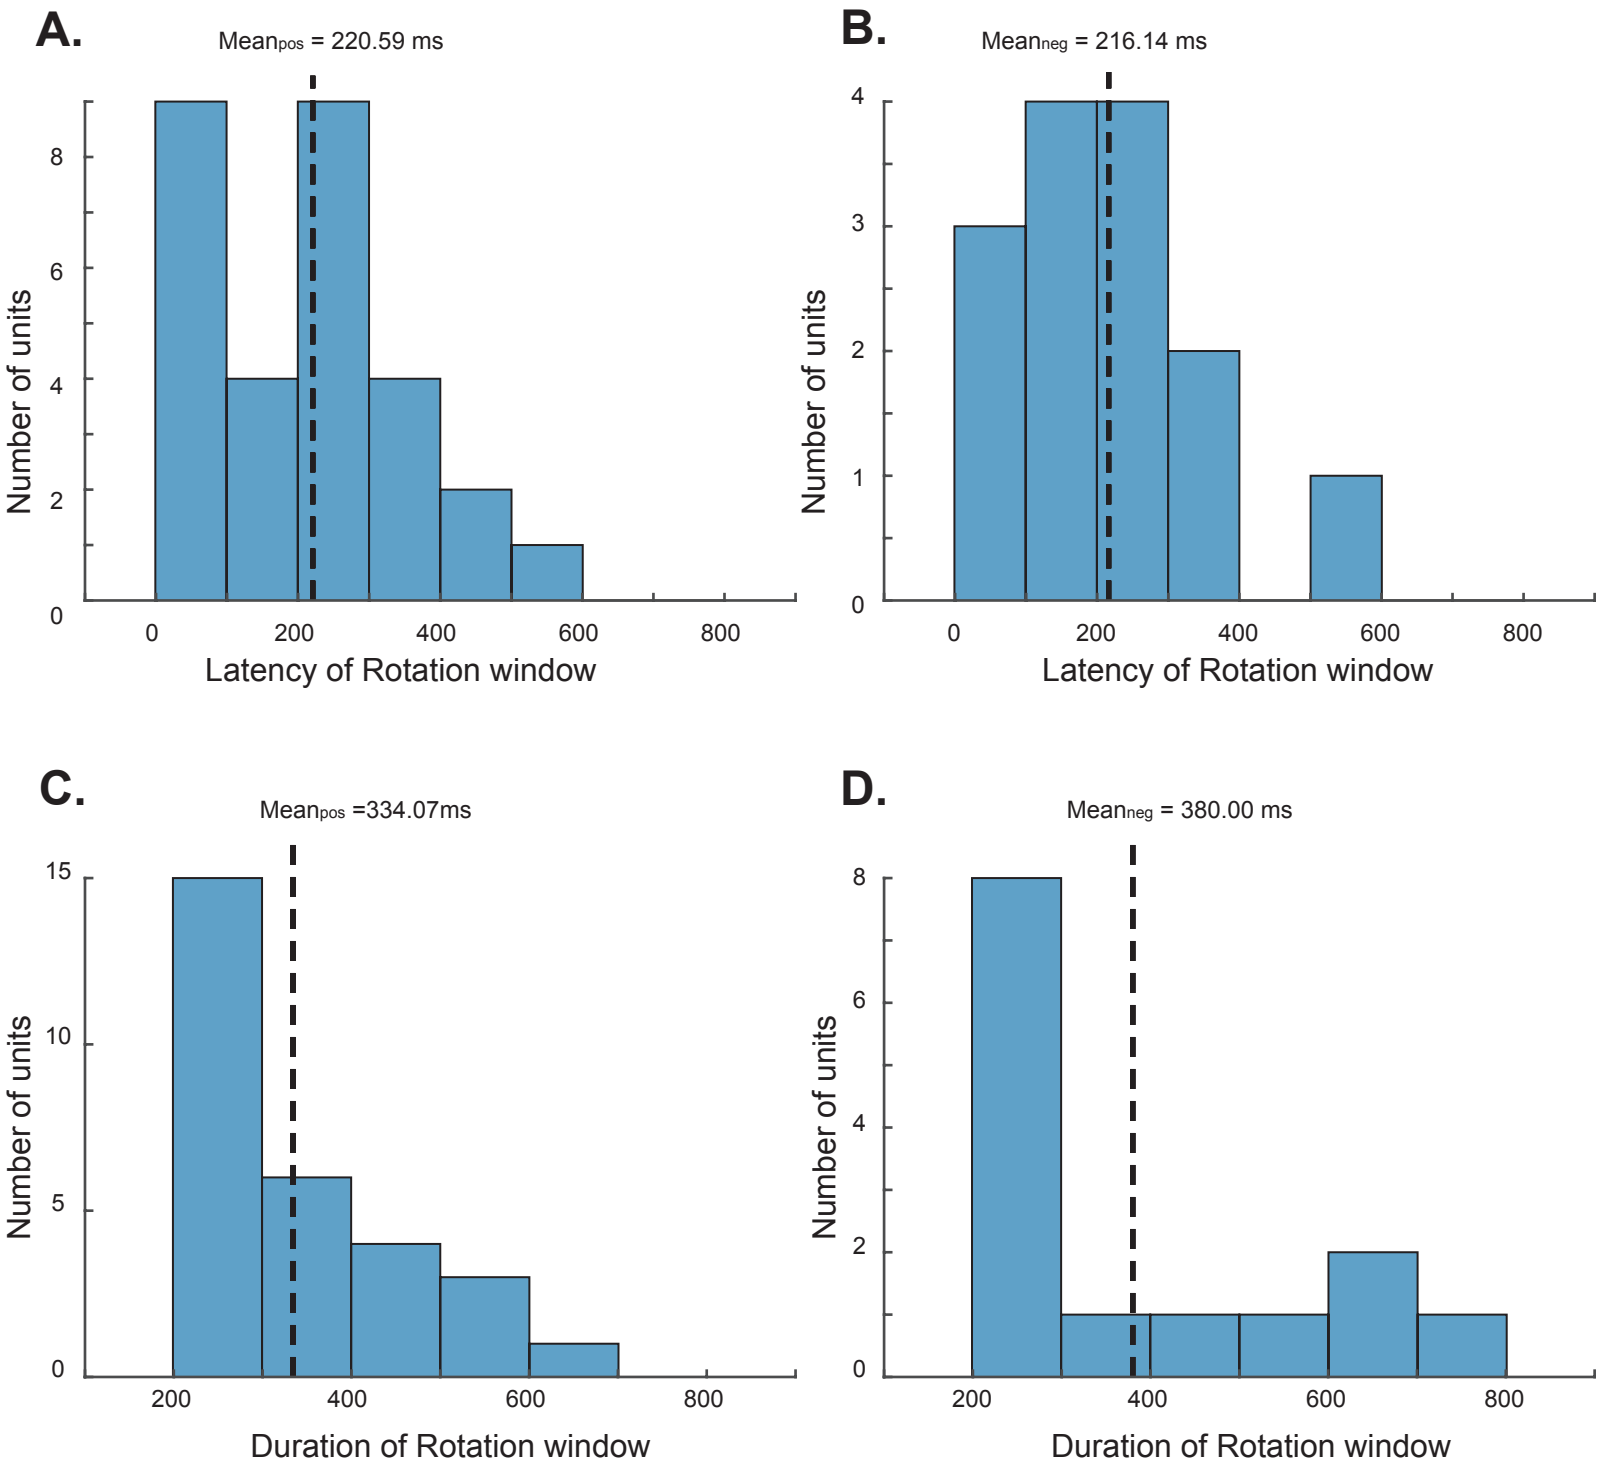 A.
Meanpos = 220.59 ms
Number of units
8
6
4
2
0
0 200 400 600 800
Latency of Rotation window
B.
Meanneg = 216.14 ms
Number of units
4
3
2
1
0
0 200 400 600 800
Latency of Rotation window
C.
Meanpos =334.07ms
Number of units
15
10
5
0
200 400 600 800
Duration of Rotation window
D.
Meanneg = 380.00 ms
Number of units
8
6
4
2
0
200 400 600 800
Duration of Rotation window